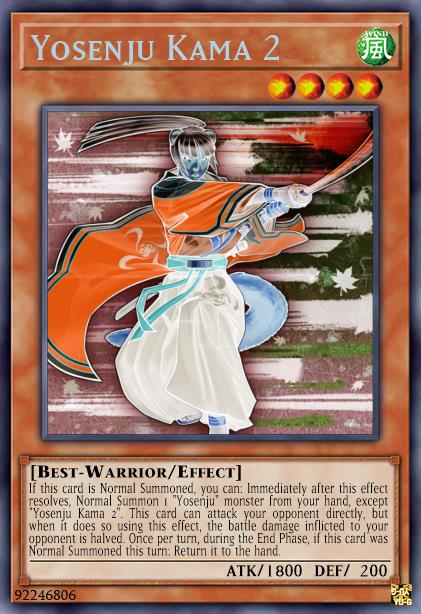 Yosenju Kama 2
WIND
風
[Best-Warrior/Effect]
If this card is Normal Summoned, you can: Immediately after this effect
resolves, Normal Summon 1 "Yosenju" monster from your hand, except
"Yosenju Kama 2". This card can attack your opponent directly, but
when it does so using this effect, the battle damage inflicted to your
opponent is halved. Once per turn, during the End Phase, if this card was
Normal Summoned this turn: Return it to the hand.
ATK/1800 DEF/ 200
92246806